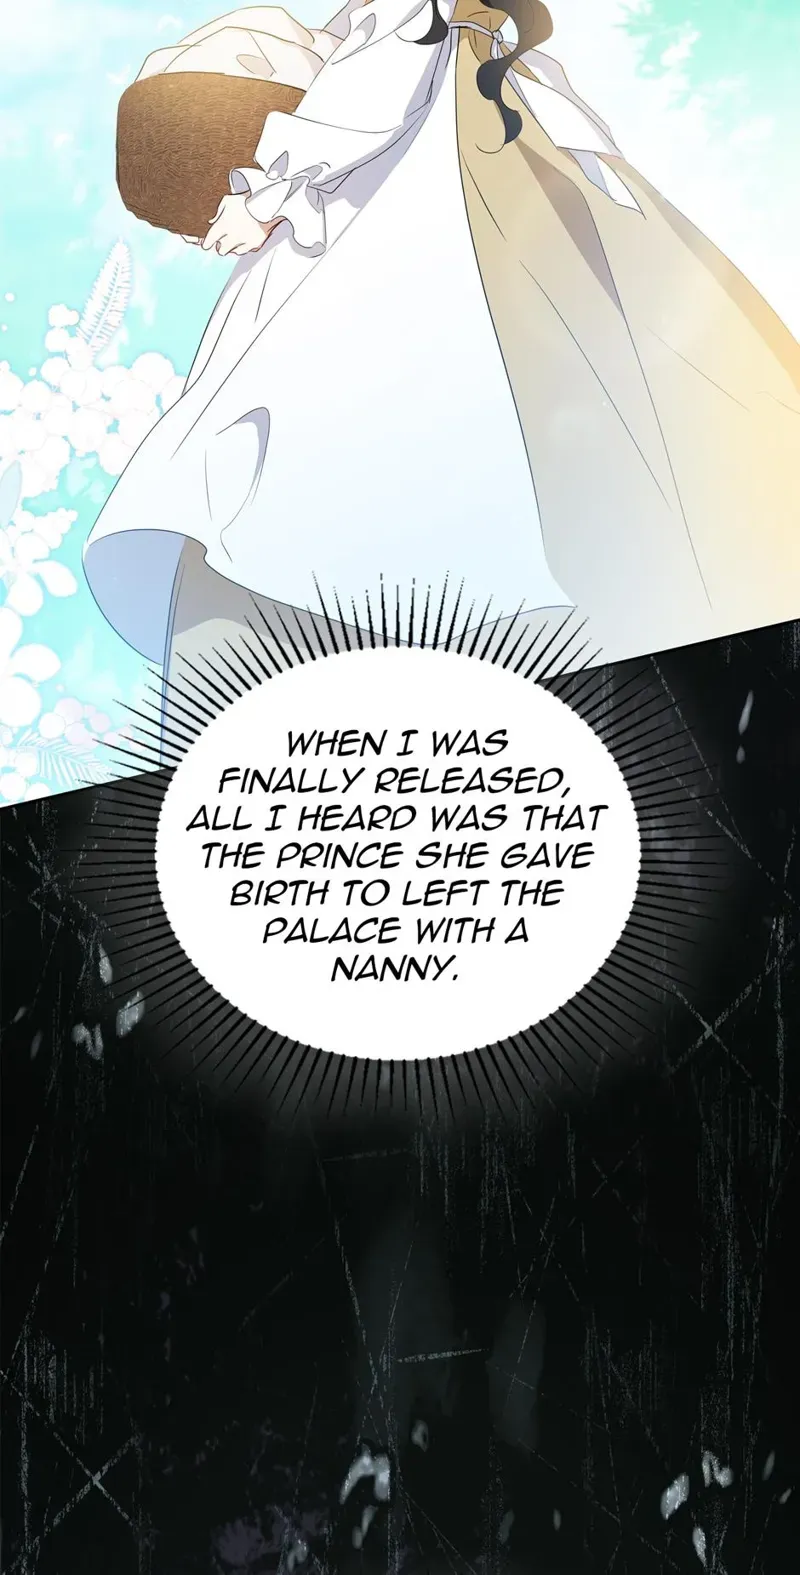 WHEN I WAS
FINALLY RELEASED,
ALL I HEARD WAS THAT
THE PRINCE SHE GAVE
BIRTH TO LEFT THE
PALACE WITH A
NANNY.